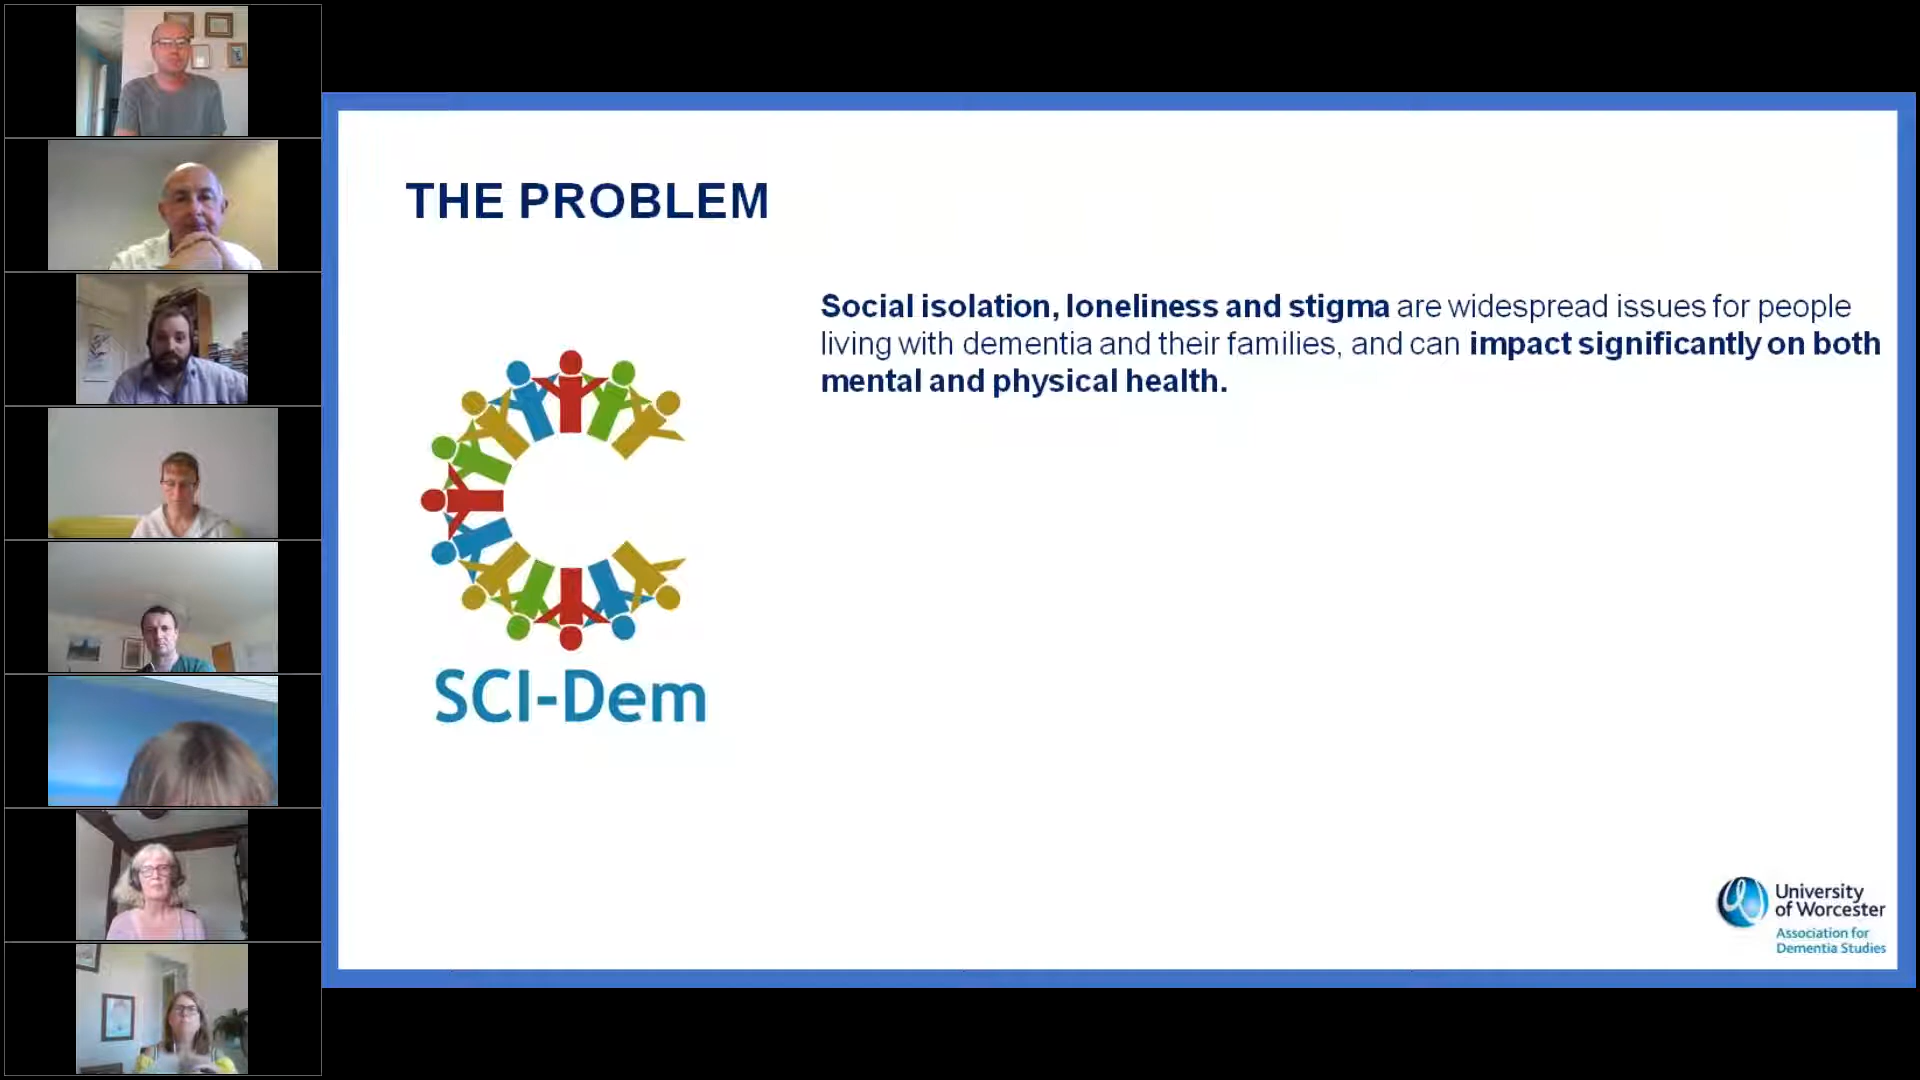 THE PROBLEM
Social isolation, loneliness and stigma are widespread issues for people
living with dementia and their families, and can impact significantly on both
mental and physical health.
SCI-Dem
University
of Worcester
Association for
Dementia Studies